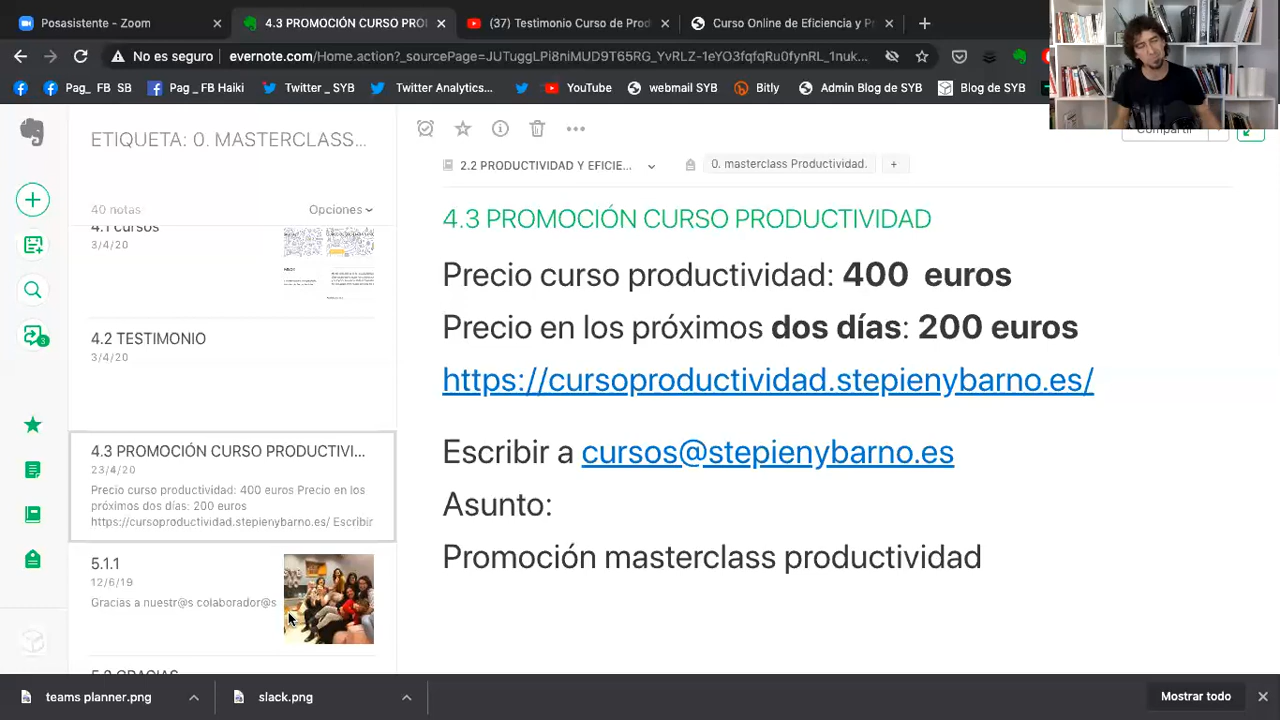 Posasistente - Zoom
4.3 PROMOCIÓN CURSO PRO
(37) Testimonio Curso de Prod
Curso Online de Eficiencia y P
No es seguro
evernote.com/Home.action?_sourcePage=JUTuggLPi8niMUD9T65RG_YvRLZ-1eYO3fqfqRu0fynRL_1nuk...
Pag_ FB SB
Pag _ FB Haiki
Twitter _ SYB
Twitter Analytics...
YouTube
webmail SYB
Bitly
Admin Blog de SYB
Blog de SYB
ETIQUETA: 0. MASTERCLASS...
40 notas
Opciones
4.1 cursos
3/4/20
4.2 TESTIMONIO
3/4/20
4.3 PROMOCIÓN CURSO PRODUCTIVI...
23/4/20
Precio curso productividad: 400 euros Precio en los
próximos dos días: 200 euros
https://cursoproductividad.stepienybarno.es/ Escribir
5.1.1
12/6/19
Gracias a nuestr@s colaborador@s
5.2 GRACIAS
3
Compartir
2.2 PRODUCTIVIDAD Y EFICIE...
0. masterclass Productividad.
4.3 PROMOCIÓN CURSO PRODUCTIVIDAD
Precio curso productividad: 400 euros
Precio en los próximos dos días: 200 euros
https://cursoproductividad.stepienybarno.es/
Escribir a cursos@stepienybarno.es
Asunto:
Promoción masterclass productividad
teams planner.png
slack.png
Mostrar todo